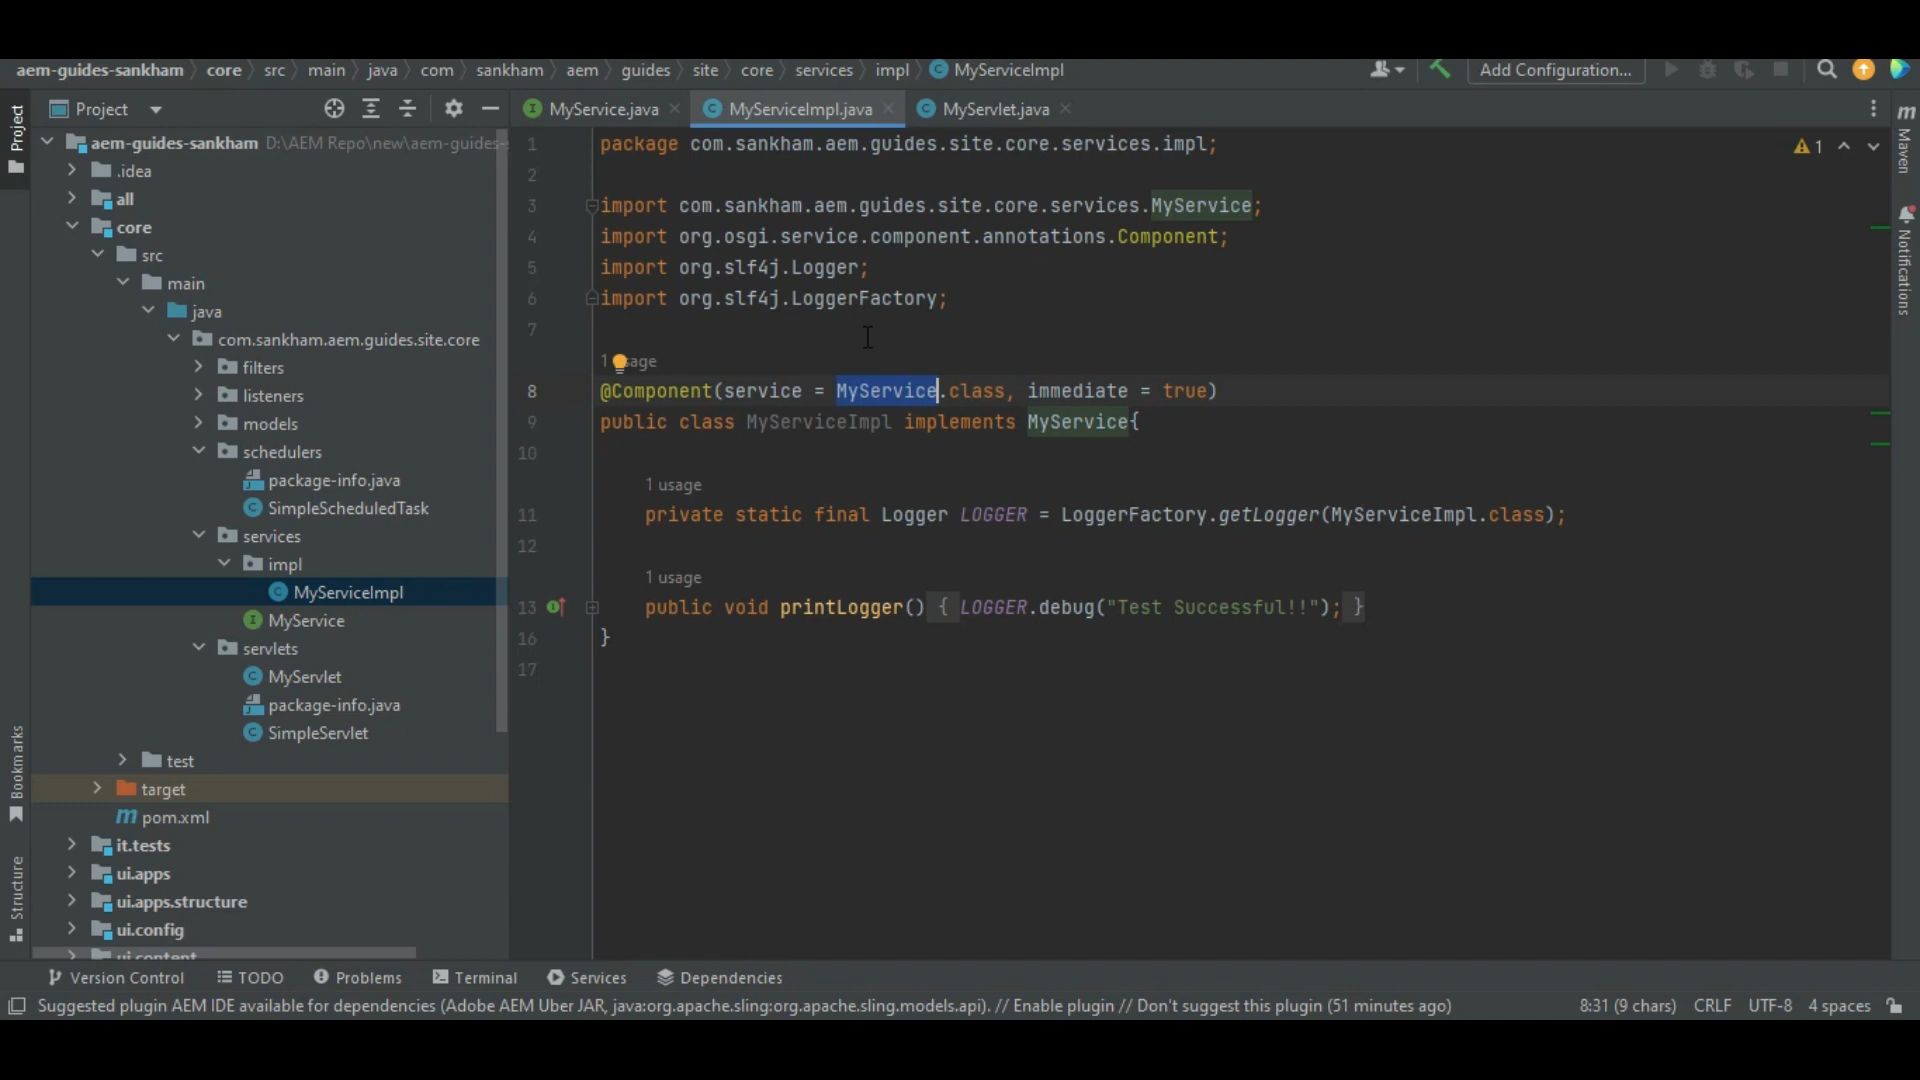 aem-guides-sankham core src main java com sankham aem guides site core services impl MyServiceImpl Add Configuration...
Project
MyService.java MyServiceImpl.java MyServlet.java
Project
aem-guides-sankham D:\AEM Repo\new\aem-guides-
.idea
all
core
src
main
java
com.sankham.aem.guides.site.core
filters
listeners
models
schedulers
package-info.java
SimpleScheduledTask
services
impl
MyServiceImpl
MyService
servlets
MyServlet
package-info.java
SimpleServlet
test
target
pom.xml
it.tests
ui.apps
ui.apps.structure
ui.config
ui.content
Bookmarks
Structure
1 package com.sankham.aem.guides.site.core.services.impl;
2
3 import com.sankham.aem.guides.site.core.services.MyService;
4 import org.osgi.service.component.annotations.Component;
5 import org.slf4j.Logger;
6 import org.slf4j.LoggerFactory;
7
1 usage
8 @Component(service = MyService.class, immediate = true)
9 public class MyServiceImpl implements MyService{
10
1 usage
11 private static final Logger LOGGER = LoggerFactory.getLogger(MyServiceImpl.class);
12
1 usage
13 public void printLogger() { LOGGER.debug("Test Successful!!"); }
16 }
17
1
Maven
Notifications
Version Control TODO Problems Terminal Services Dependencies
Suggested plugin AEM IDE available for dependencies (Adobe AEM Uber JAR, java:org.apache.sling:org.apache.sling.models.api). // Enable plugin // Don't suggest this plugin (51 minutes ago) 8:31 (9 chars) CRLF UTF-8 4 spaces